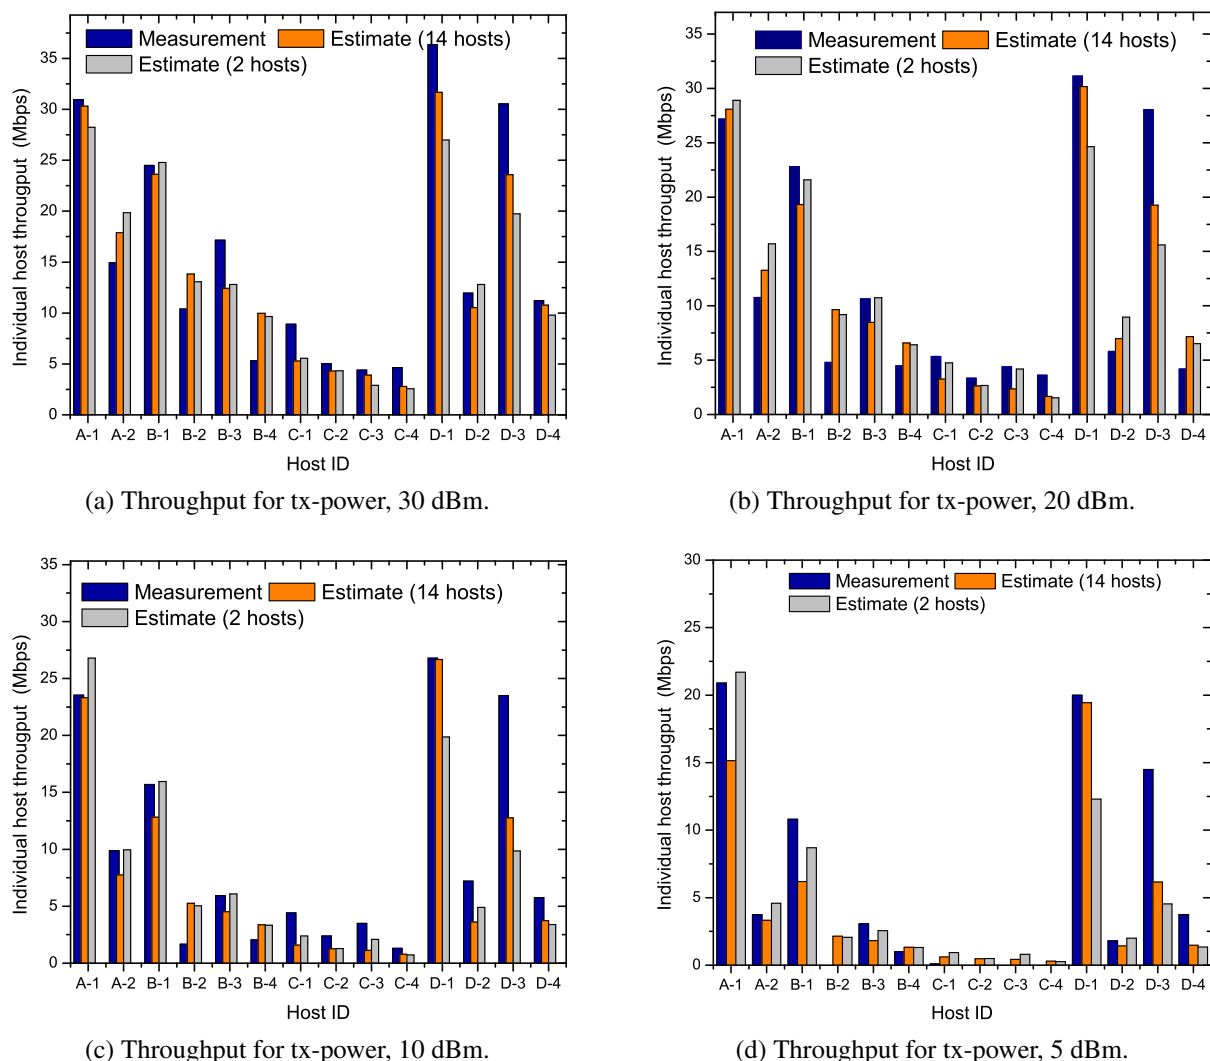 Measurement Estimate (14 hosts)
Estimate (2 hosts)
Individual host througput (Mbps)
35
30
25
20
15
10
5
0
A-1 A-2 B-1 B-2 B-3 B-4 C-1 C-2 C-3 C-4 D-1 D-2 D-3 D-4
Host ID
(a) Throughput for tx-power, 30 dBm.
Measurement Estimate (14 hosts)
Estimate (2 hosts)
Individual host througput (Mbps)
35
30
25
20
15
10
5
0
A-1 A-2 B-1 B-2 B-3 B-4 C-1 C-2 C-3 C-4 D-1 D-2 D-3 D-4
Host ID
(b) Throughput for tx-power, 20 dBm.
Measurement Estimate (14 hosts)
Estimate (2 hosts)
Individual host througput (Mbps)
35
30
25
20
15
10
5
0
A-1 A-2 B-1 B-2 B-3 B-4 C-1 C-2 C-3 C-4 D-1 D-2 D-3 D-4
Host ID
(c) Throughput for tx-power, 10 dBm.
Measurement Estimate (14 hosts)
Estimate (2 hosts)
Individual host througput (Mbps)
30
25
20
15
10
5
0
A-1 A-2 B-1 B-2 B-3 B-4 C-1 C-2 C-3 C-4 D-1 D-2 D-3 D-4
Host ID
(d) Throughput for tx-power, 5 dBm.